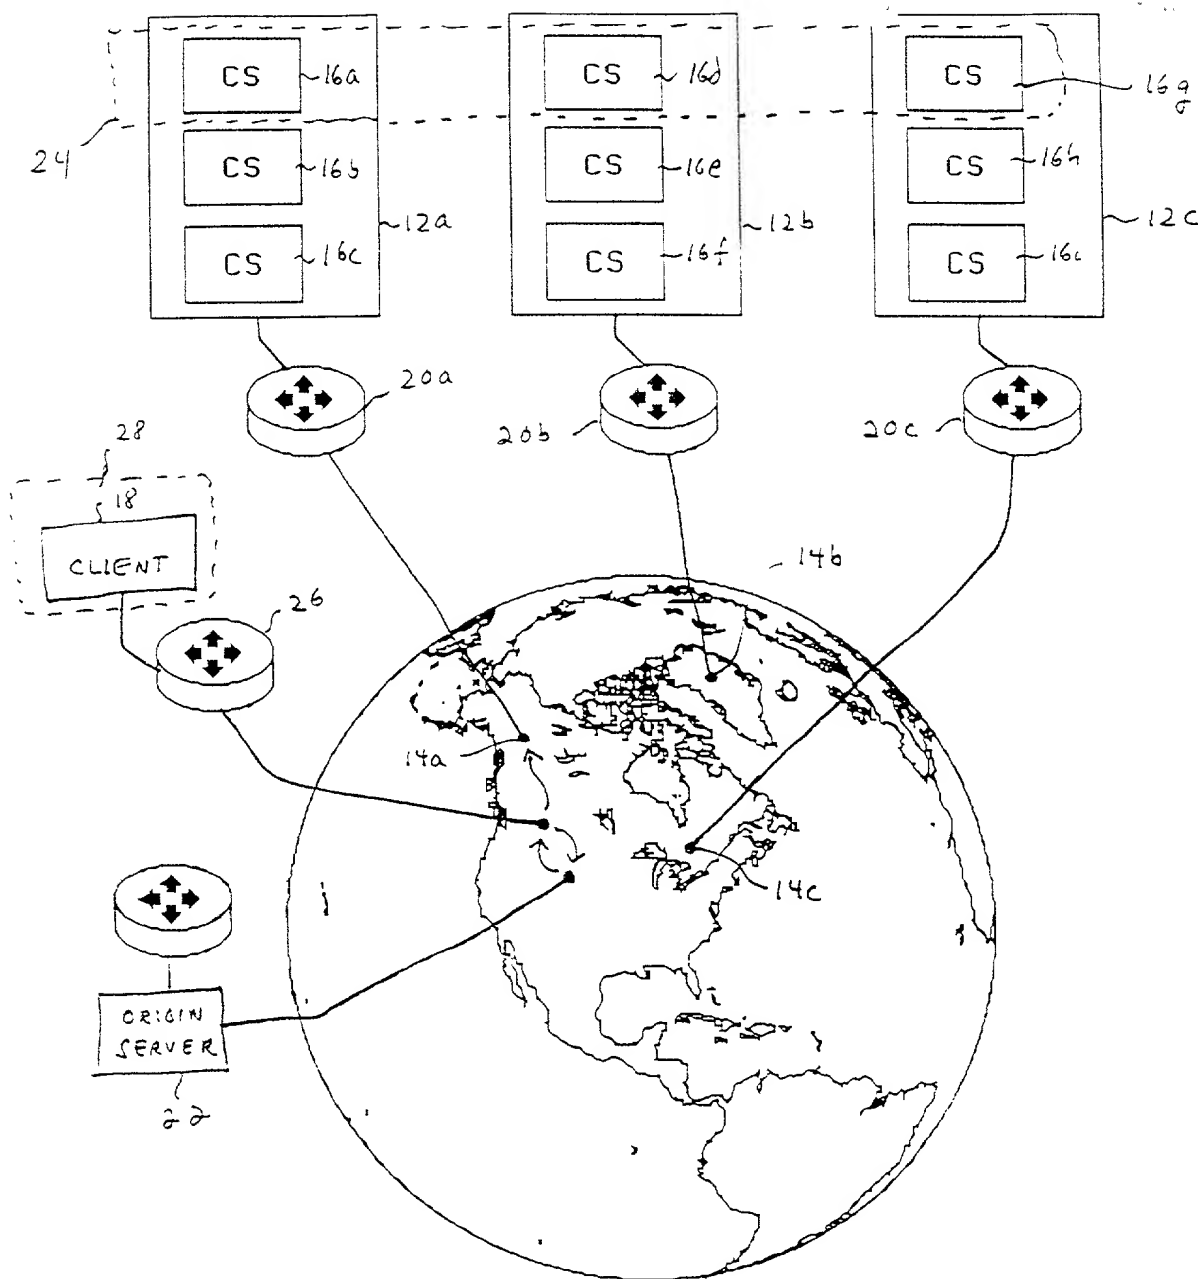 CS
16a
CS
16d
CS
16g
24
CS
16b
CS
16e
CS
16h
12a
12b
12c
CS
16c
CS
16f
CS
16i
20a
20b
20c
28
18
CLIENT
26
14b
14a
14c
ORIGIN
SERVER
22